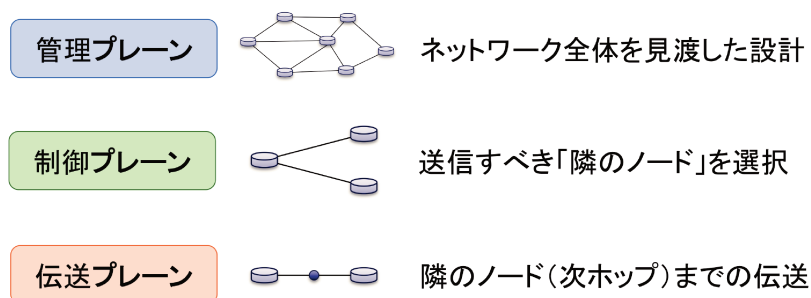 管理プレーン ネットワーク全体を見渡した設計
制御プレーン 送信すべき「隣のノード」を選択
伝送プレーン 隣のノード（次ホップ）までの伝送